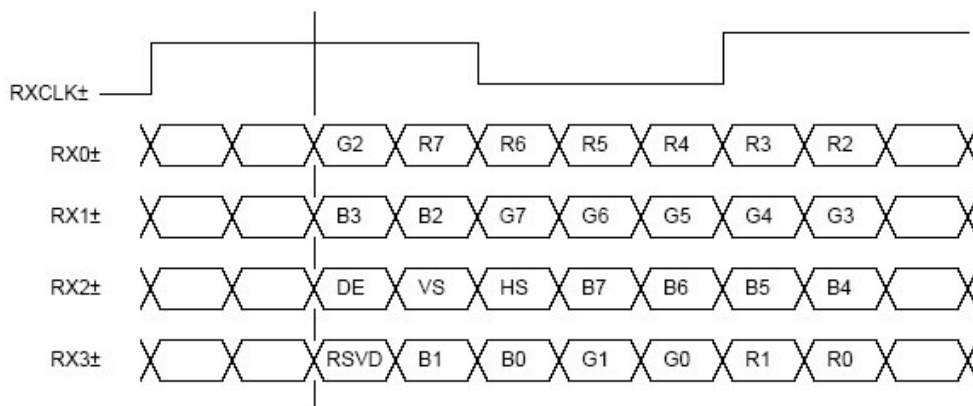 RXCLK±
RX0± G2 R7 R6 R5 R4 R3 R2
RX1± B3 B2 G7 G6 G5 G4 G3
RX2± DE VS HS B7 B6 B5 B4
RX3± RSVD B1 B0 G1 G0 R1 R0